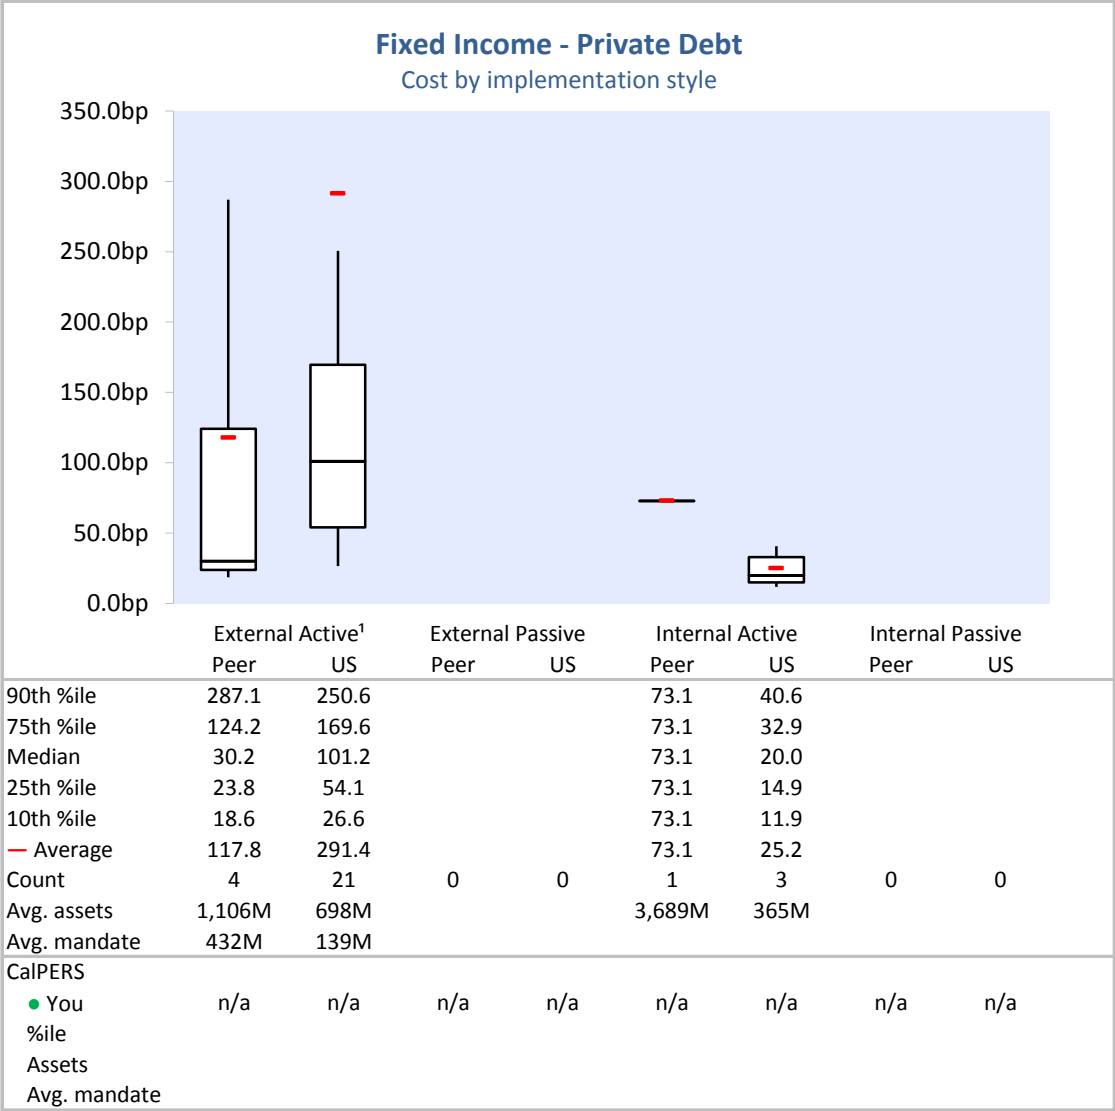 Fixed Income - Private Debt
Cost by implementation style
350.0bp
300.0bp
250.0bp
200.0bp
150.0bp
100.0bp
50.0bp
0.0bp
External Active¹ External Passive Internal Active Internal Passive
Peer US Peer US Peer US Peer US
90th %ile 287.1 250.6 73.1 40.6
75th %ile 124.2 169.6 73.1 32.9
Median 30.2 101.2 73.1 20.0
25th %ile 23.8 54.1 73.1 14.9
10th %ile 18.6 26.6 73.1 11.9
— Average 117.8 291.4 73.1 25.2
Count 4 21 0 0 1 3 0 0
Avg. assets 1,106M 698M 3,689M 365M
Avg. mandate 432M 139M
CalPERS
● You n/a n/a n/a n/a n/a n/a n/a n/a
%ile
Assets
Avg. mandate